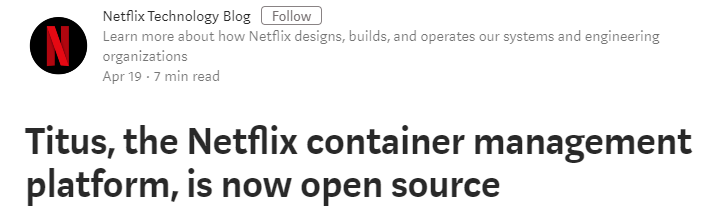 Netflix Technology Blog Follow
Learn more about how Netflix designs, builds, and operates our systems and engineering
organizations
Apr 19 · 7 min read
Titus, the Netflix container management
platform, is now open source